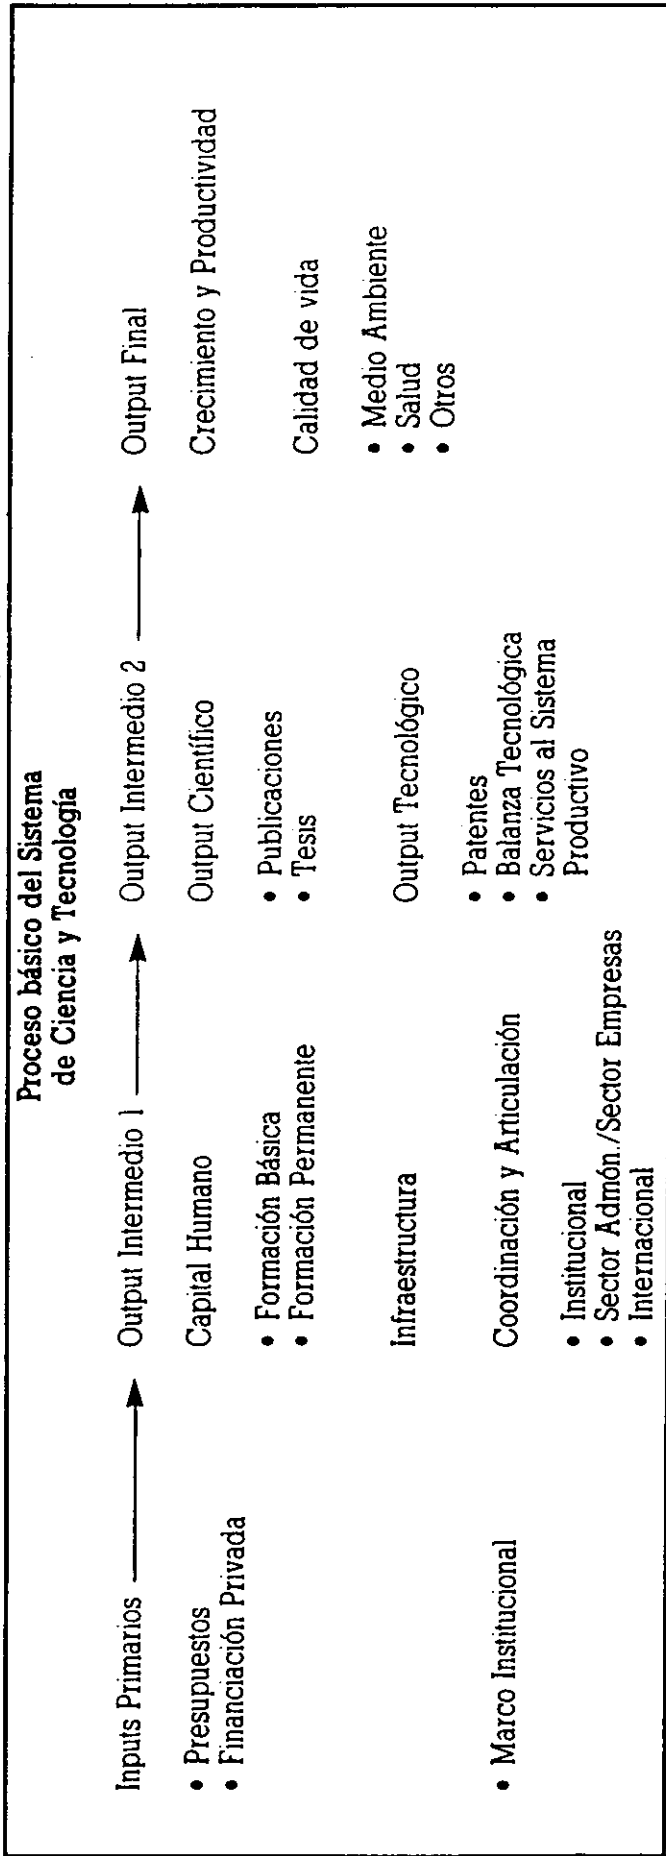 Proceso básico del Sistema
de Ciencia y Tecnología
Inputs Primarios
• Presupuestos
• Financiación Privada
• Marco Institucional
Output Intermedio 1
Capital Humano
• Formación Básica
• Formación Permanente
Infraestructura
Coordinación y Articulación
• Institucional
• Sector Admón./Sector Empresas
• Internacional
Output Intermedio 2
Output Científico
• Publicaciones
• Tesis
Output Tecnológico
• Patentes
• Balanza Tecnológica
• Servicios al Sistema
Productivo
Output Final
Crecimiento y Productividad
Calidad de vida
• Medio Ambiente
• Salud
• Otros